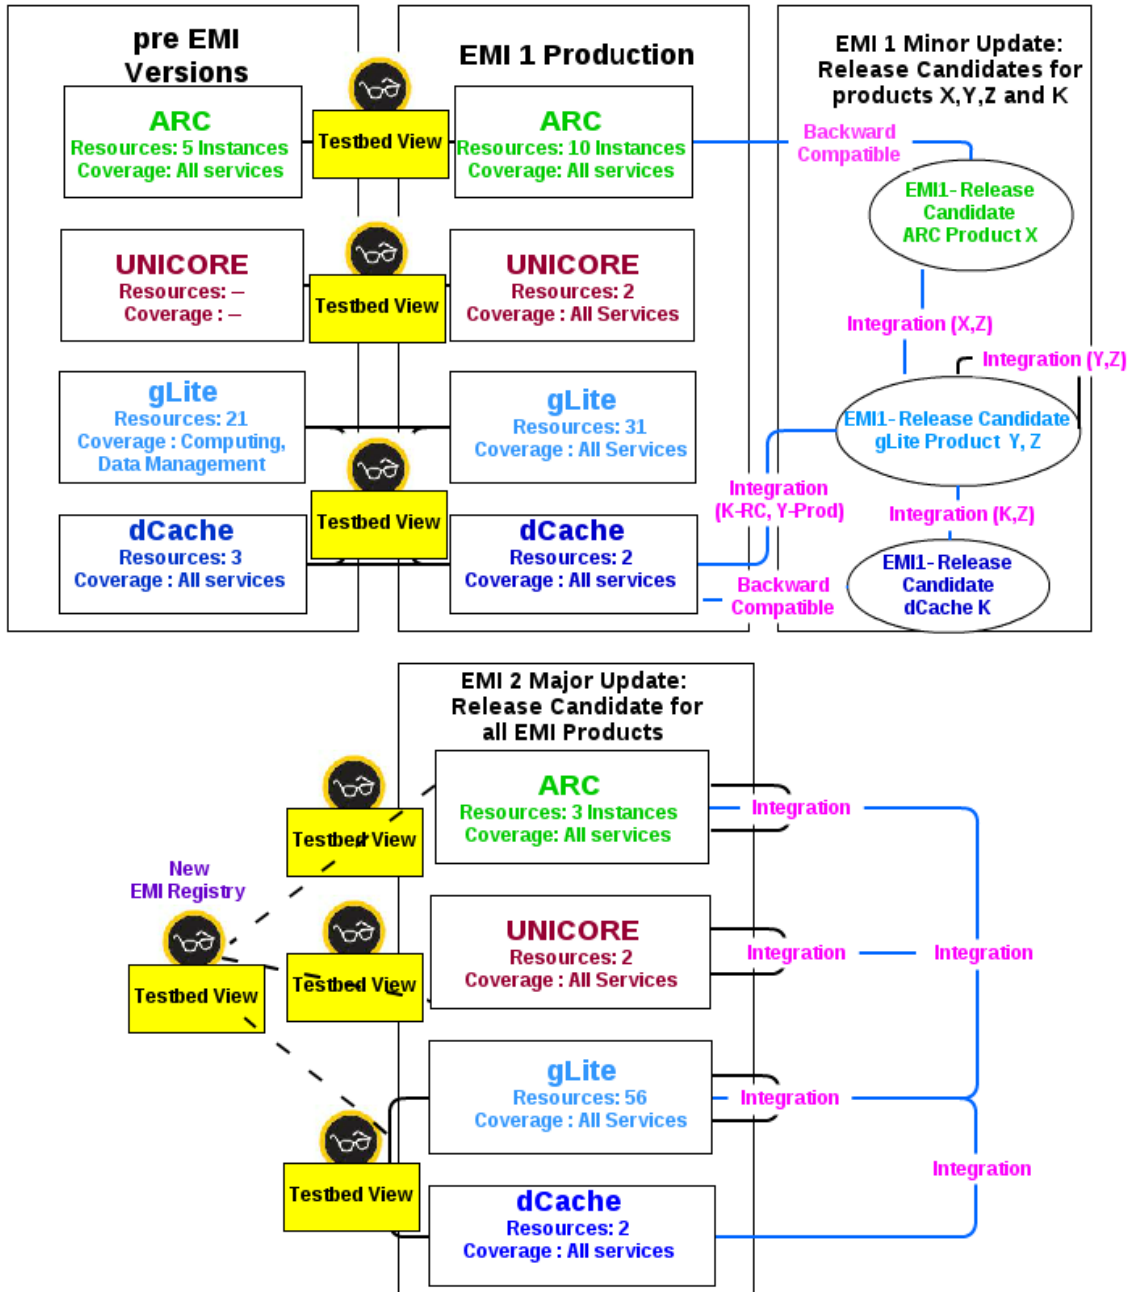 pre EMI
Versions
ARC
Resources: 5 Instances
Coverage: All services
UNICORE
Resources: –
Coverage : –
gLite
Resources: 21
Coverage : Computing,
Data Management
dCache
Resources: 3
Coverage : All services
Testbed View
Testbed View
Testbed View
EMI 1 Production
ARC
Resources: 10 Instances
Coverage: All services
UNICORE
Resources: 2
Coverage : All Services
gLite
Resources: 31
Coverage : All Services
dCache
Resources: 2
Coverage : All services
EMI 1 Minor Update:
Release Candidates for
products X,Y,Z and K
Backward
Compatible
EMI1- Release
Candidate
ARC Product X
Integration (X,Z)
Integration (Y,Z)
EMI1- Release Candidate
gLite Product Y, Z
Integration
(K-RC, Y-Prod)
Integration (K,Z)
Backward
Compatible
EMI1- Release
Candidate
dCache K
EMI 2 Major Update:
Release Candidate for
all EMI Products
ARC
Resources: 3 Instances
Coverage: All services
Integration
Testbed View
New
EMI Registry
Testbed View
Testbed View
UNICORE
Resources: 2
Coverage : All Services
Integration
Integration
gLite
Resources: 56
Coverage : All Services
Integration
Integration
Testbed View
dCache
Resources: 2
Coverage : All services